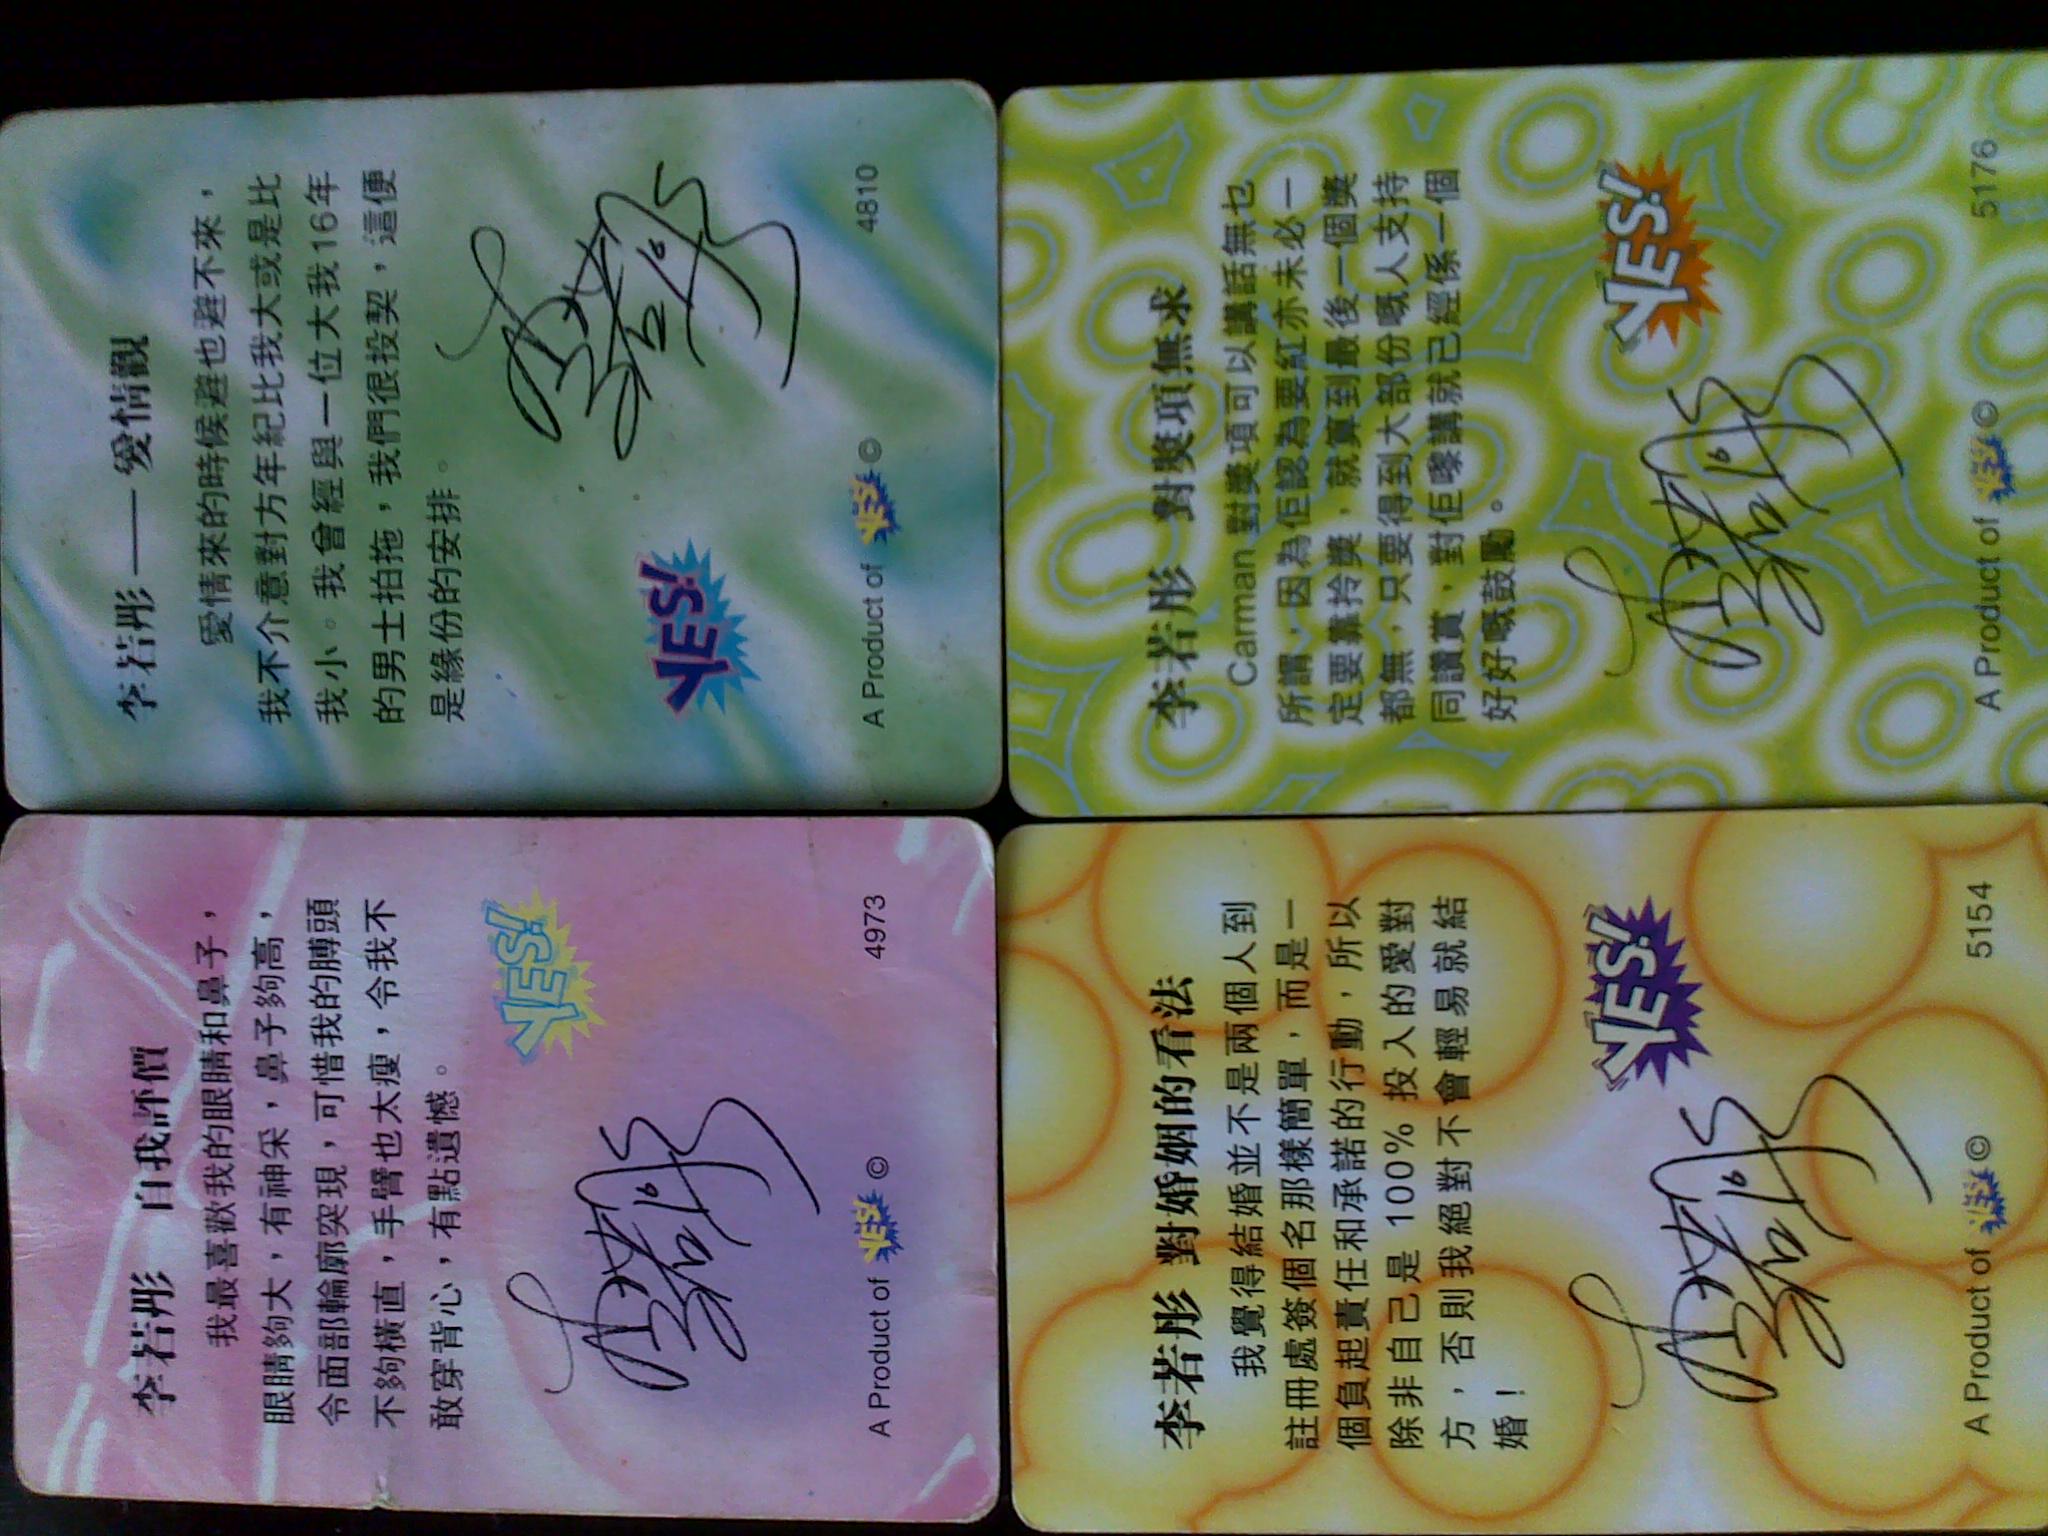 李若彤 自我評價
我最喜歡我的眼睛和鼻子，
眼睛夠大，有神采，鼻子夠高，
令面部輪廓突現，可惜我的膊頭
不夠橫直，手臂也太瘦，令我不
敢穿背心，有點遺憾。
YES!
A Product of YES! © 4973
李若彤——愛情觀
愛情來的時候避也避不來，
我不介意對方年紀比我大或是比
我小。我曾經與一位大我16年
的男士拍拖，我們很投契，這便
是緣份的安排。
YES!
A Product of YES! © 4810
李若彤 對婚姻的看法
我覺得結婚並不是兩個人到
註冊處簽個名那樣簡單，而是一
個負起責任和承諾的行動，所以
除非自己是 100% 投入的愛對
方，否則我絕對不會輕易就結
婚！
YES!
A Product of YES! © 5154
李若彤 對獎項無求
Carman 對獎項可以講話無乜
所謂，因為佢認為要紅亦未必一
定要靠拎獎，就算到最後一個獎
都無，只要得到大部份嘅人支持
同讚賞，對佢嚟講就已經係一個
好好嘅鼓勵。
YES!
A Product of YES! © 5176